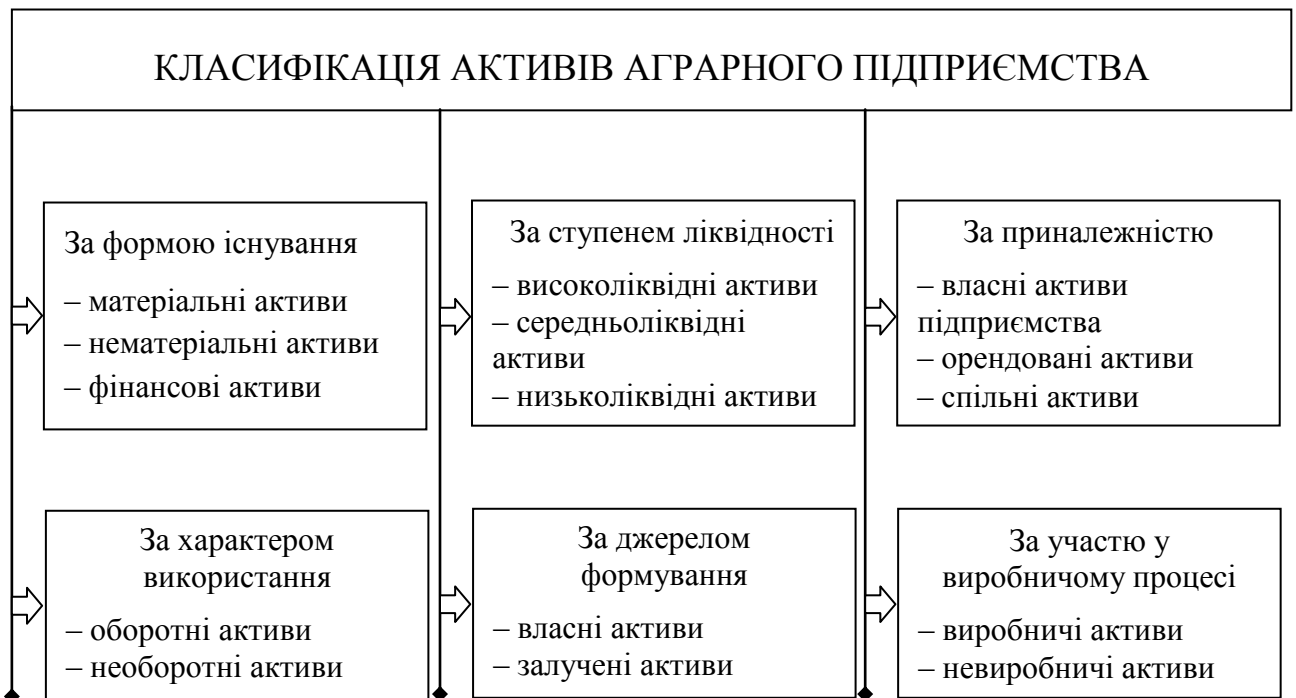 КЛАСИФІКАЦІЯ АКТИВІВ АГРАРНОГО ПІДПРИЄМСТВА
За формою існування
– матеріальні активи
– нематеріальні активи
– фінансові активи
За ступенем ліквідності
– високоліквідні активи
– середньоліквідні
активи
– низьколіквідні активи
За приналежністю
– власні активи
підприємства
– орендовані активи
– спільні активи
За характером
використання
– оборотні активи
– необоротні активи
За джерелом
формування
– власні активи
– залучені активи
За участю у
виробничому процесі
– виробничі активи
– невиробничі активи